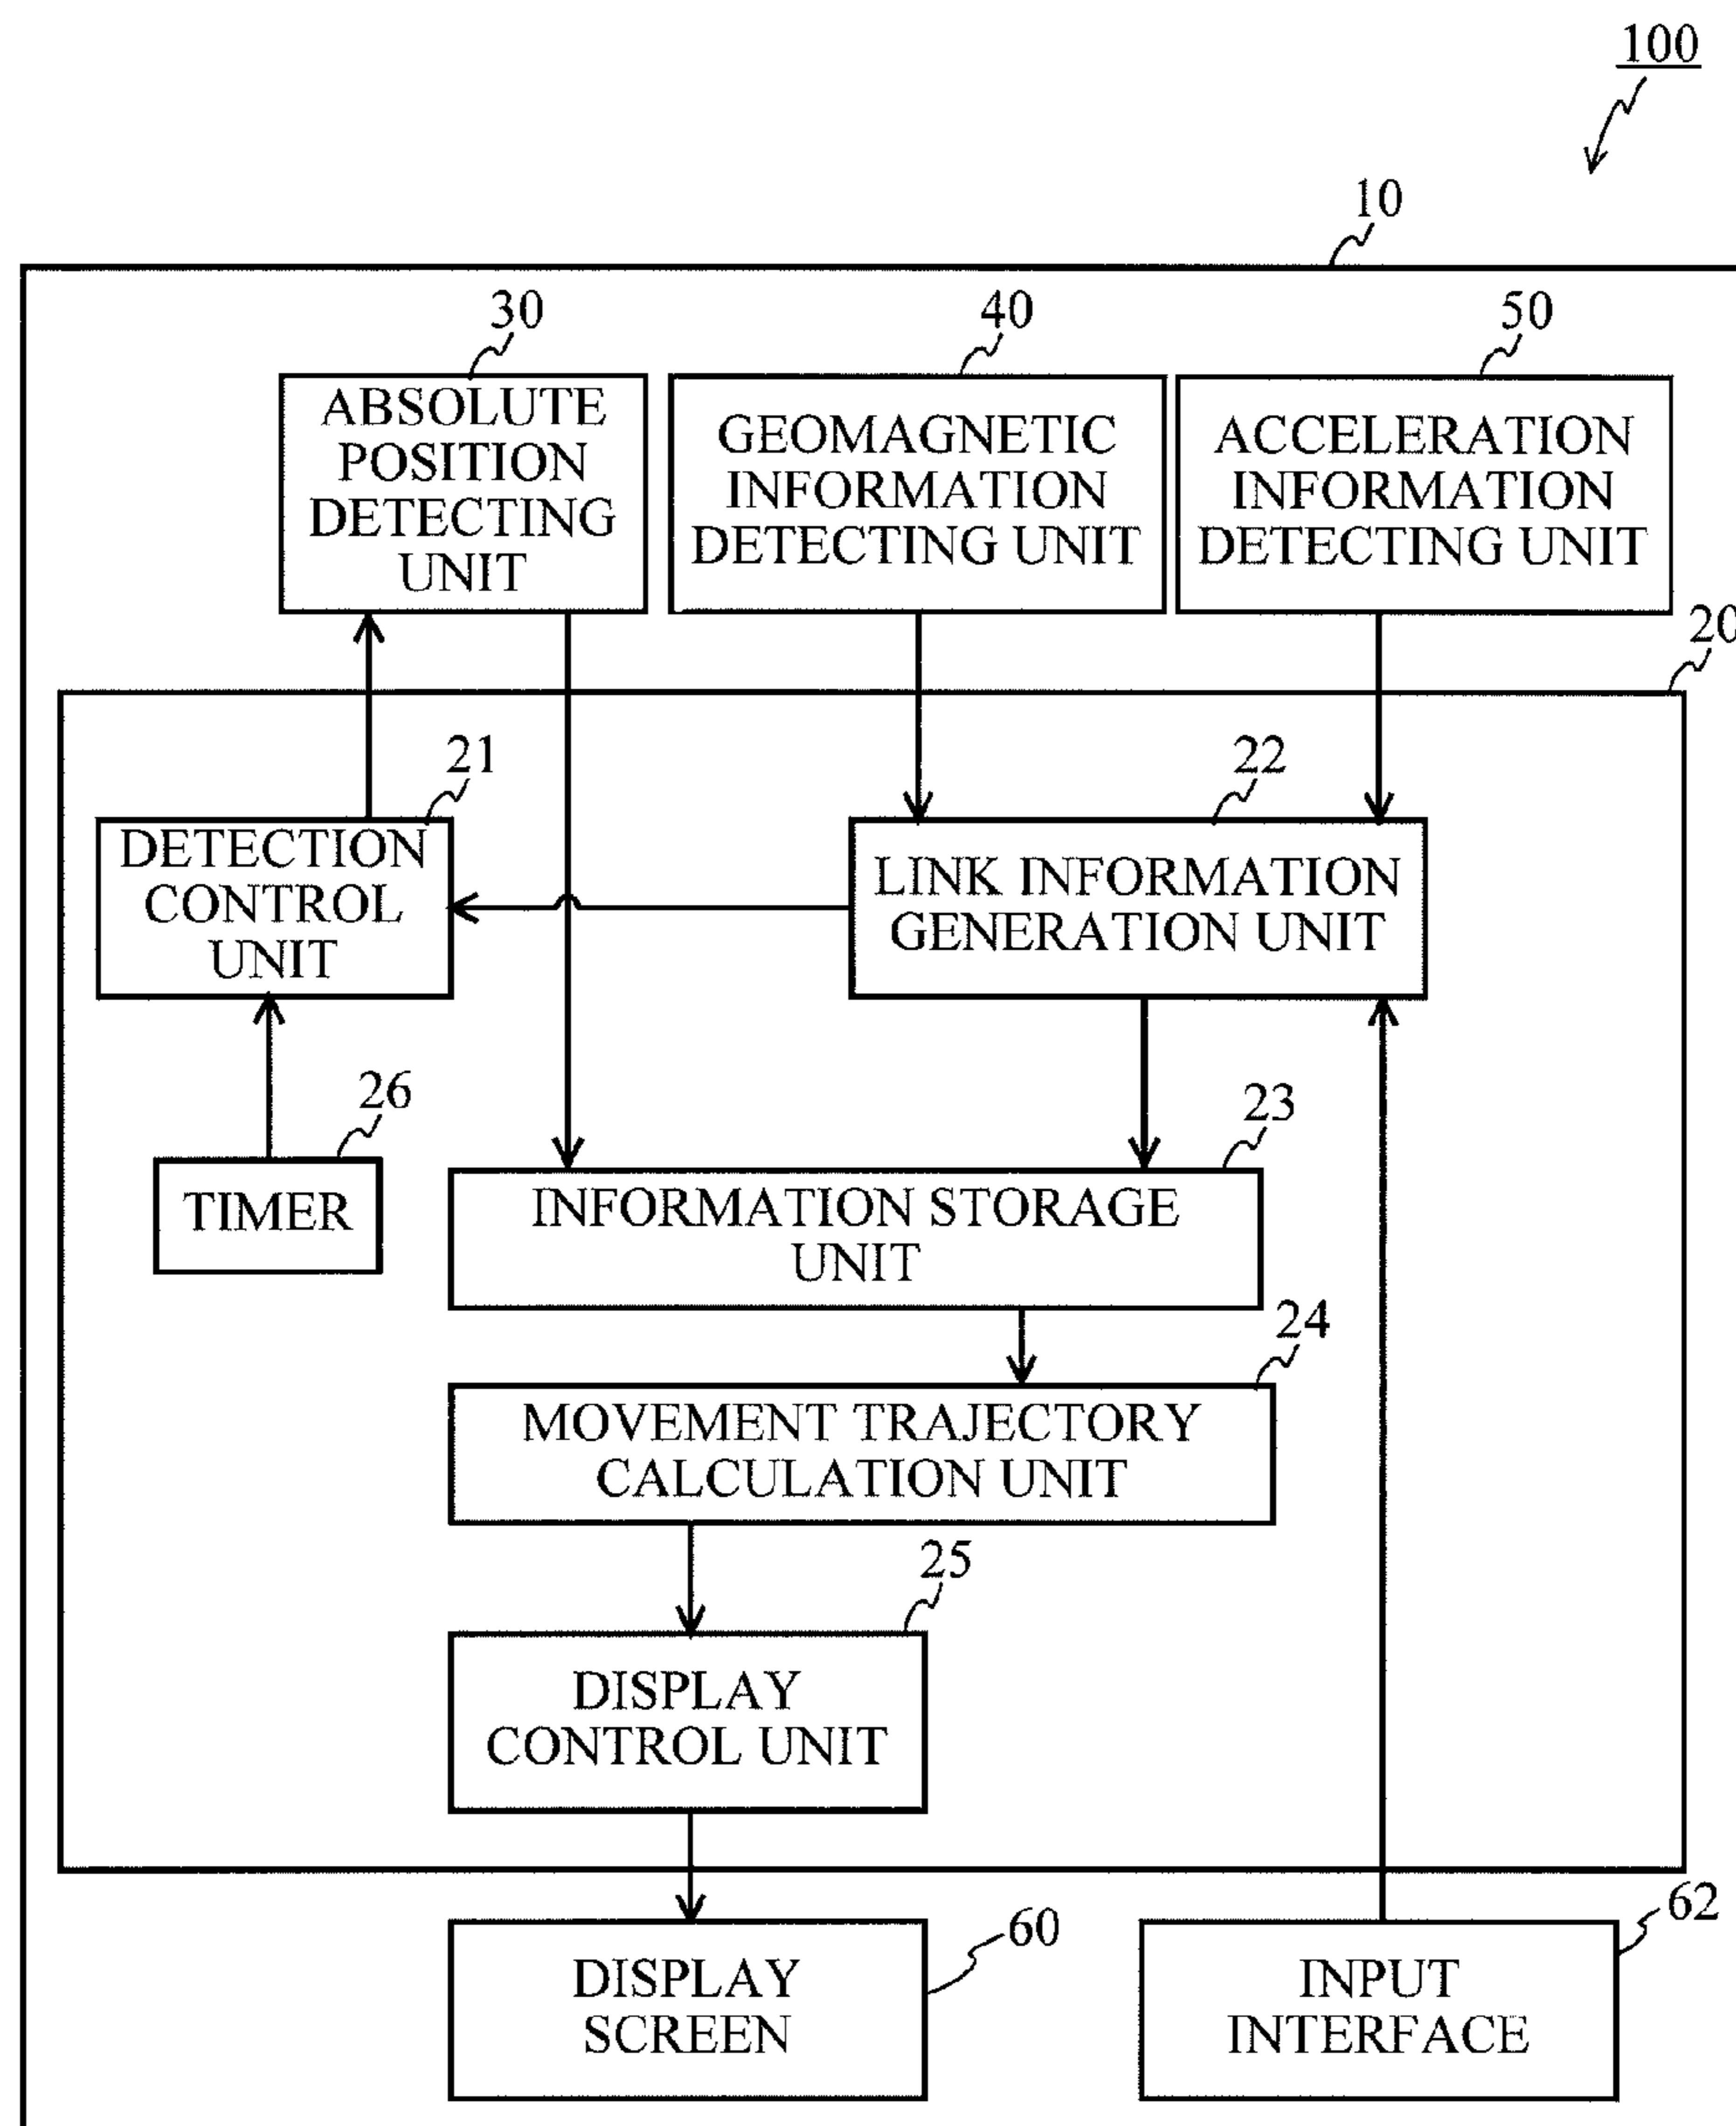 100
10
30
40
50
ABSOLUTE
POSITION
DETECTING
UNIT
GEOMAGNETIC
INFORMATION
DETECTING UNIT
ACCELERATION
INFORMATION
DETECTING UNIT
20
21
22
DETECTION
CONTROL
UNIT
LINK INFORMATION
GENERATION UNIT
26
23
TIMER
INFORMATION STORAGE
UNIT
24
MOVEMENT TRAJECTORY
CALCULATION UNIT
25
DISPLAY
CONTROL UNIT
60
62
DISPLAY
SCREEN
INPUT
INTERFACE